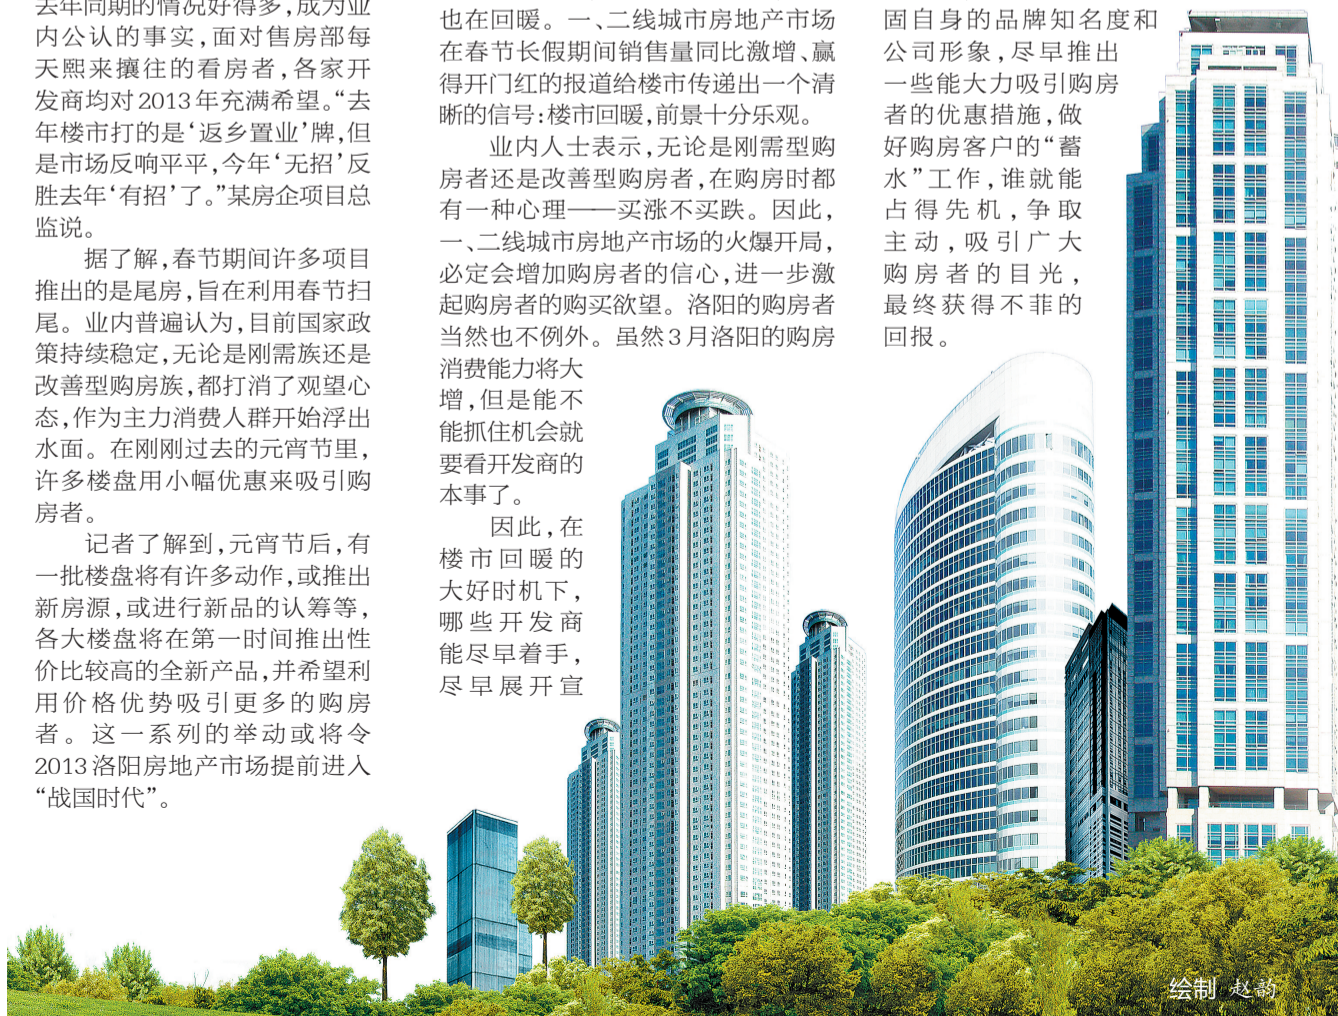 去年同期的情况好得多，成为业
内公认的事实，面对售房部每
天熙来攘往的看房者，各家开
发商均对2013年充满希望。“去
年楼市打的是‘返乡置业’牌，但
是市场反响平平，今年‘无招’反
胜去年‘有招’了。”某房企项目总
监说。
据了解，春节期间许多项目
推出的是尾房，旨在利用春节扫
尾。业内普遍认为，目前国家政
策持续稳定，无论是刚需族还是
改善型购房族，都打消了观望心
态，作为主力消费人群开始浮出
水面。在刚刚过去的元宵节里，
许多楼盘用小幅优惠来吸引购
房者。
记者了解到，元宵节后，有
一批楼盘将有许多动作，或推出
新房源，或进行新品的认筹等，
各大楼盘将在第一时间推出性
价比较高的全新产品，并希望利
用价格优势吸引更多的购房
者。这一系列的举动或将令
2013洛阳房地产市场提前进入
“战国时代”。
也在回暖。一、二线城市房地产市场
在春节长假期间销售量同比激增、赢
得开门红的报道给楼市传递出一个清
晰的信号：楼市回暖，前景十分乐观。
业内人士表示，无论是刚需型购
房者还是改善型购房者，在购房时都
有一种心理——买涨不买跌。因此，
一、二线城市房地产市场的火爆开局，
必定会增加购房者的信心，进一步激
起购房者的购买欲望。洛阳的购房者
当然也不例外。虽然3月洛阳的购房
消费能力将大
增，但是能不
能抓住机会就
要看开发商的
本事了。
因此，在
楼市回暖的
大好时机下，
哪些开发商
能尽早着手，
尽早展开宣
固自身的品牌知名度和
公司形象，尽早推出
一些能大力吸引购房
者的优惠措施，做
好购房客户的“蓄
水”工作，谁就能
占得先机，争取
主动，吸引广大
购房者的目光，
最终获得不菲的
回报。
绘制 赵韵